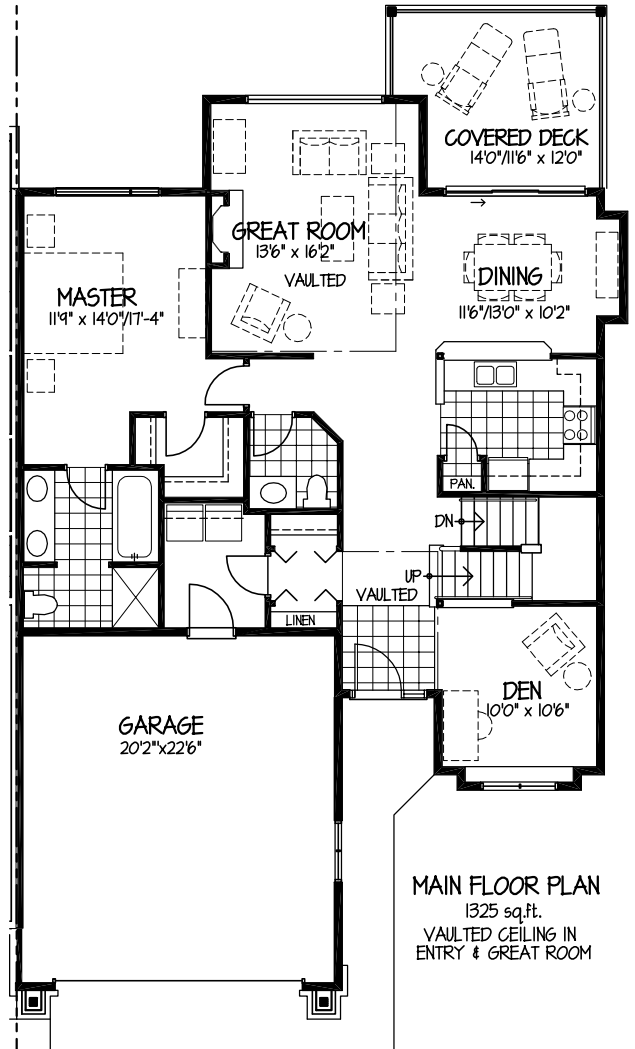 COVERED DECK
14'0"/11'6" x 12'0"
GREAT ROOM
13'6" x 16'2"
VAULTED
DINING
11'6"/13'0" x 10'2"
MASTER
11'9" x 14'0"/17'-4"
PAN.
DN
UP
VAULTED
LINEN
DEN
10'0" x 10'6"
GARAGE
20'2"x22'6"
MAIN FLOOR PLAN
1325 sq.ft.
VAULTED CEILING IN
ENTRY & GREAT ROOM